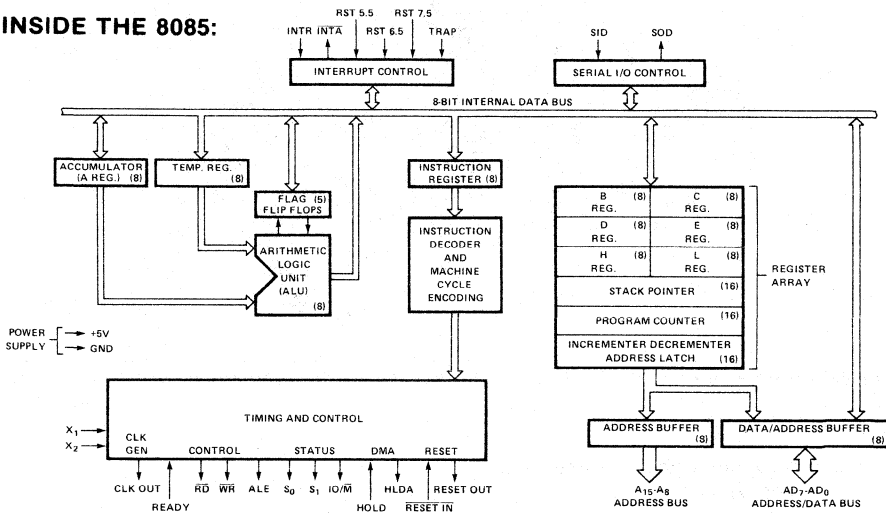 INSIDE THE 8085:
RST 5.5 RST 7.5
INTR INTA RST 6.5 TRAP
SID SOD
INTERRUPT CONTROL
SERIAL I/O CONTROL
8-BIT INTERNAL DATA BUS
ACCUMULATOR
(A REG.) (8)
TEMP. REG.
(8)
FLAG (5)
FLIP FLOPS
ARITHMETIC
LOGIC
UNIT
(ALU)
(8)
INSTRUCTION
REGISTER (8)
INSTRUCTION
DECODER
AND
MACHINE
CYCLE
ENCODING
B (8)
REG.
C (8)
REG.
D (8)
REG.
E (8)
REG.
H (8)
REG.
L (8)
REG.
STACK POINTER (16)
PROGRAM COUNTER (16)
INCREMENTER DECREMENTER
ADDRESS LATCH (16)
REGISTER
ARRAY
POWER
SUPPLY
+5V
GND
TIMING AND CONTROL
X1
X2
CLK
GEN
CONTROL STATUS DMA RESET
CLK OUT RD WR ALE S0 S1 IO/M HLDA RESET OUT
READY HOLD RESET IN
ADDRESS BUFFER
(8)
DATA/ADDRESS BUFFER
(8)
A15-A8
ADDRESS BUS
AD7-AD0
ADDRESS/DATA BUS